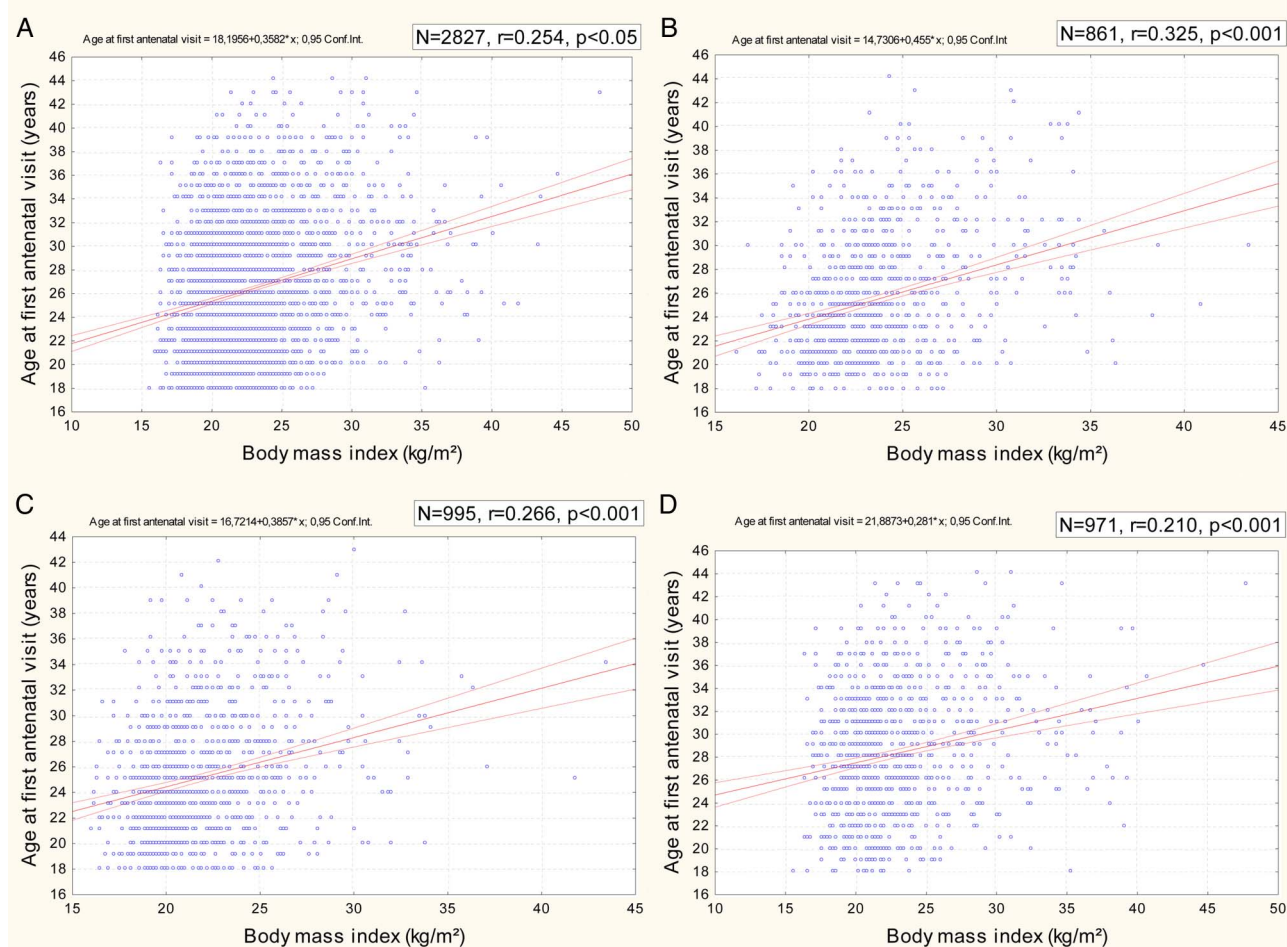 A
Age at first antenatal visit = 18,1956+0,3582* x; 0,95 Conf.Int.
N=2827, r=0.254, p<0.05
Age at first antenatal visit (years)
46
44
42
40
38
36
34
32
30
28
26
24
22
20
18
16
10 15 20 25 30 35 40 45 50
Body mass index (kg/m²)
B
Age at first antenatal visit = 14,7306+0,455* x; 0,95 Conf.Int
N=861, r=0.325, p<0.001
Age at first antenatal visit (years)
46
44
42
40
38
36
34
32
30
28
26
24
22
20
18
16
15 20 25 30 35 40 45
Body mass index (kg/m²)
C
Age at first antenatal visit = 16,7214+0,3857* x; 0,95 Conf.Int.
N=995, r=0.266, p<0.001
Age at first antenatal visit (years)
44
42
40
38
36
34
32
30
28
26
24
22
20
18
16
15 20 25 30 35 40 45
Body mass index (kg/m²)
D
Age at first antenatal visit = 21,8873+0,281* x; 0,95 Conf.Int.
N=971, r=0.210, p<0.001
Age at first antenatal visit (years)
46
44
42
40
38
36
34
32
30
28
26
24
22
20
18
16
10 15 20 25 30 35 40 45 50
Body mass index (kg/m²)